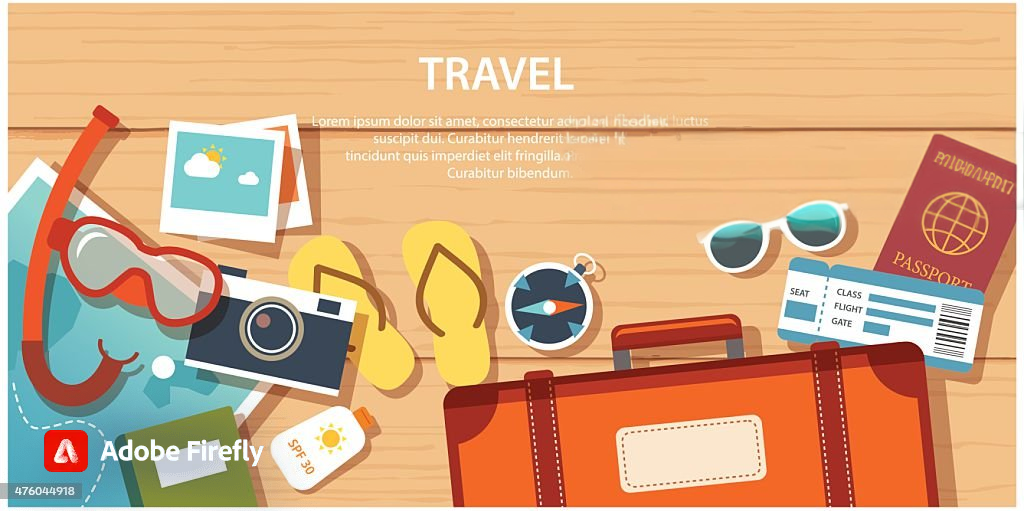 TRAVEL
Lorem ipsum dolor sit amet, consectetur luctus
suscipit dui. Curabitur hendrerit
tincidunt quis imperdiet elit fringilla
Curabitur bibendum.
PASSPORT
SEAT
CLASS
FLIGHT
GATE
SPF 30
Adobe Firefly
476044918